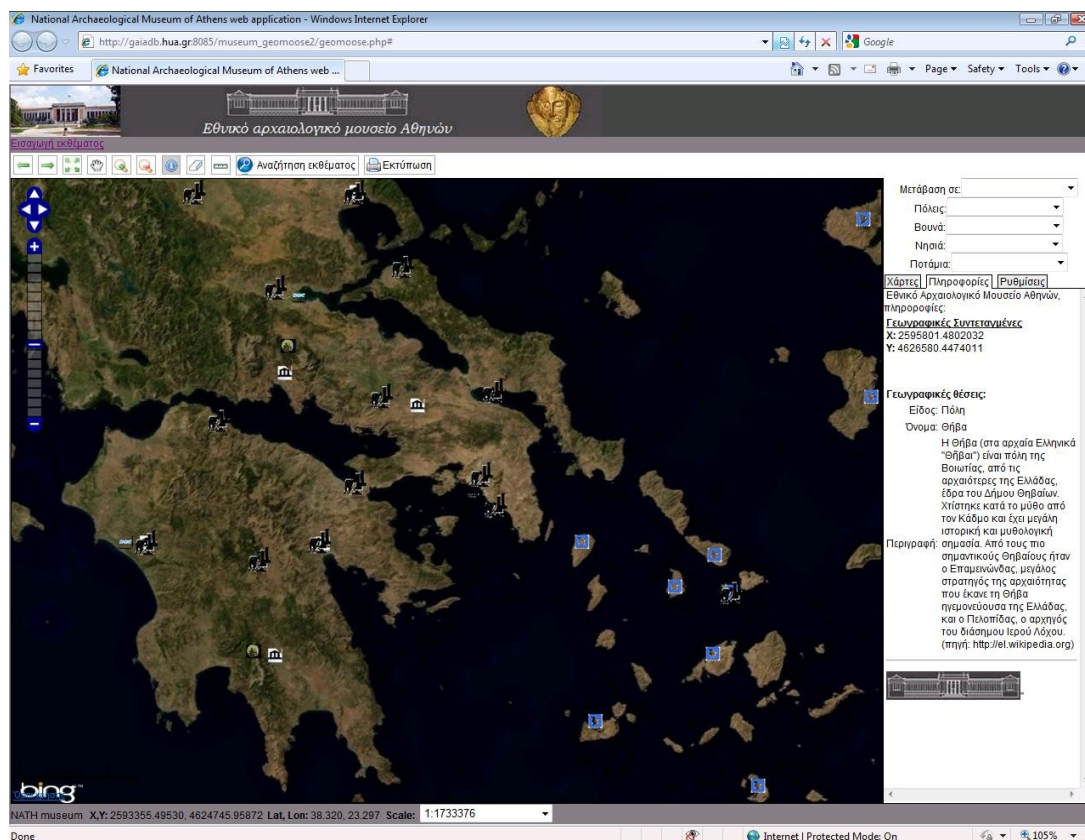 National Archaeological Museum of Athens web application - Windows Internet Explorer
http://gaiadb.hua.gr:8085/museum_geomoose2/geomoose.php#
Google
Favorites
National Archaeological Museum of Athens web ...
Page
Safety
Tools
Εθνικό αρχαιολογικό μουσείο Αθηνών
Εισαγωγή εκθέματος
Αναζήτηση εκθέματος
Εκτύπωση
Μετάβαση σε:
Πόλεις:
Βουνά:
Νησιά:
Ποτάμια:
Χάρτες
Πληροφορίες
Ρυθμίσεις
Εθνικό Αρχαιολογικό Μουσείο Αθηνών,
πληροροφίες:
Γεωγραφικές Συντεταγμένες
X: 2595801.4802032
Y: 4626580.4474011
Γεωγραφικές θέσεις:
Είδος: Πόλη
Όνομα: Θήβα
Η Θήβα (στα αρχαία Ελληνικά
"Θῆβαι") είναι πόλη της
Βοιωτίας, από τις
αρχαιότερες της Ελλάδας,
έδρα του Δήμου Θηβαίων.
Χτίστηκε κατά το μύθο από
τον Κάδμο και έχει μεγάλη
ιστορική και μυθολογική
Περιγραφή: σημασία. Από τους πιο
σημαντικούς Θηβαίους ήταν
ο Επαμεινώνδας, μεγάλος
στρατηγός της αρχαιότητας
που έκανε τη Θήβα
ηγεμονεύουσα της Ελλάδας,
και ο Πελοπίδας, ο αρχηγός
του διάσημου Ιερού Λόχου.
(πηγή: http://el.wikipedia.org)
bing
NATH museum X,Y: 2593355.49530, 4624745.95872 Lat, Lon: 38.320, 23.297 Scale: 1:1733376
Done
Internet | Protected Mode: On
105%